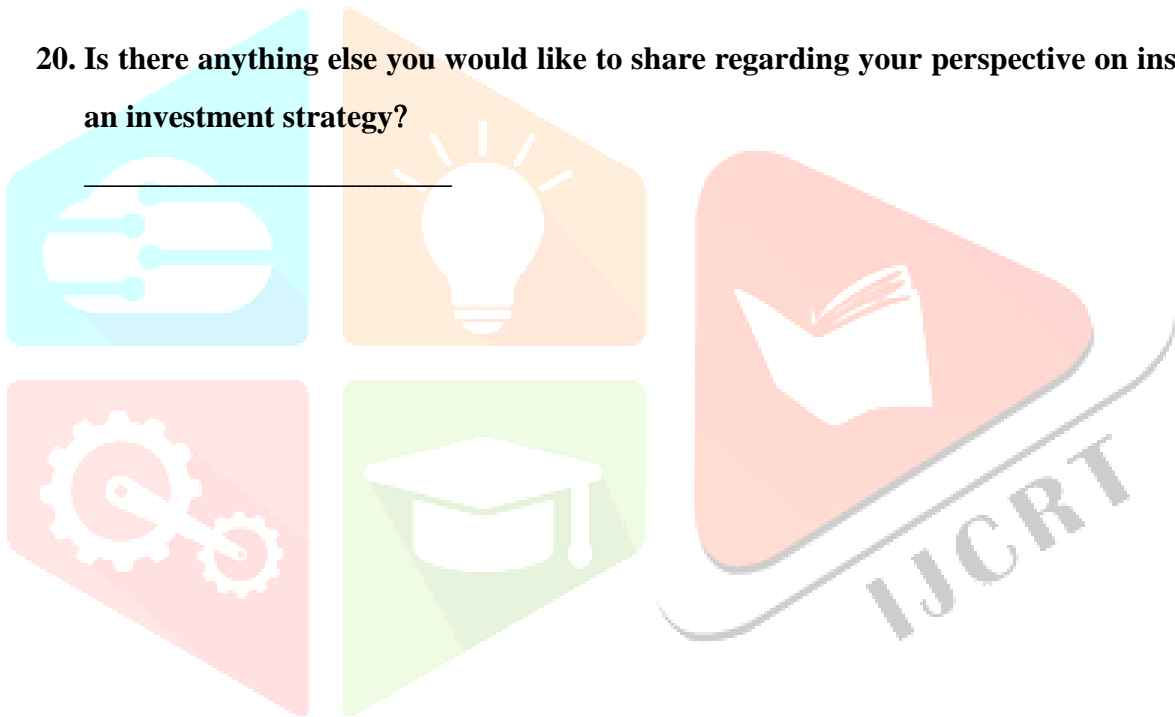 20. Is there anything else you would like to share regarding your perspective on ins
an investment strategy?
IJCRT